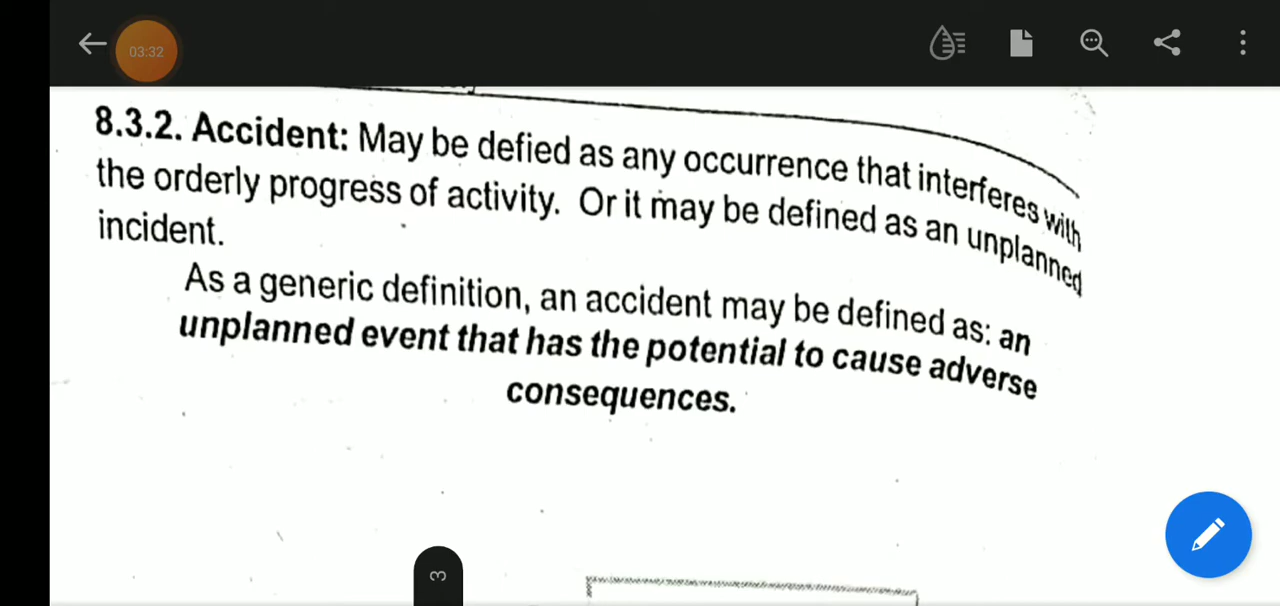 03:32
8.3.2. Accident: May be defied as any occurrence that interferes with
the orderly progress of activity. Or it may be defined as an unplanned
incident.
As a generic definition, an accident may be defined as: an
unplanned event that has the potential to cause adverse
consequences.
3